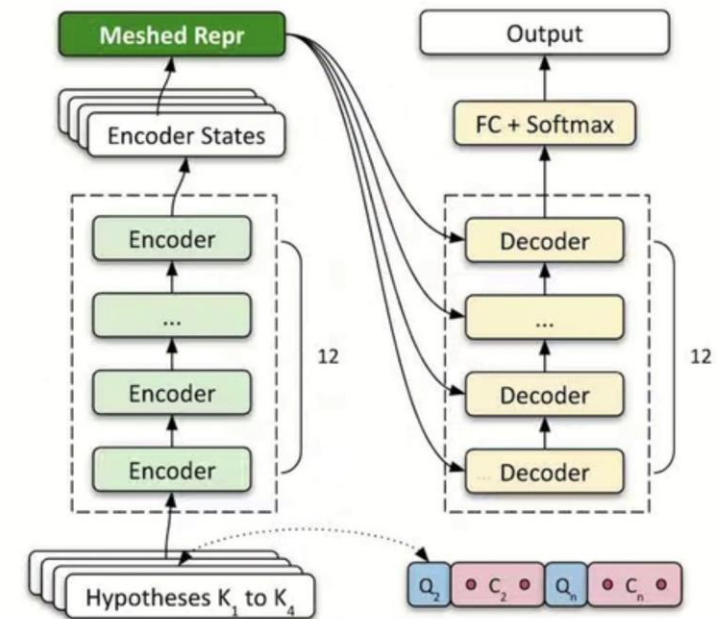 Meshed Repr
Output
Encoder States
FC + Softmax
Encoder
Decoder
...
...
12
12
Encoder
Decoder
Encoder
Decoder
Hypotheses K₁ to K₄
Q₂ C₂ Qₙ Cₙ